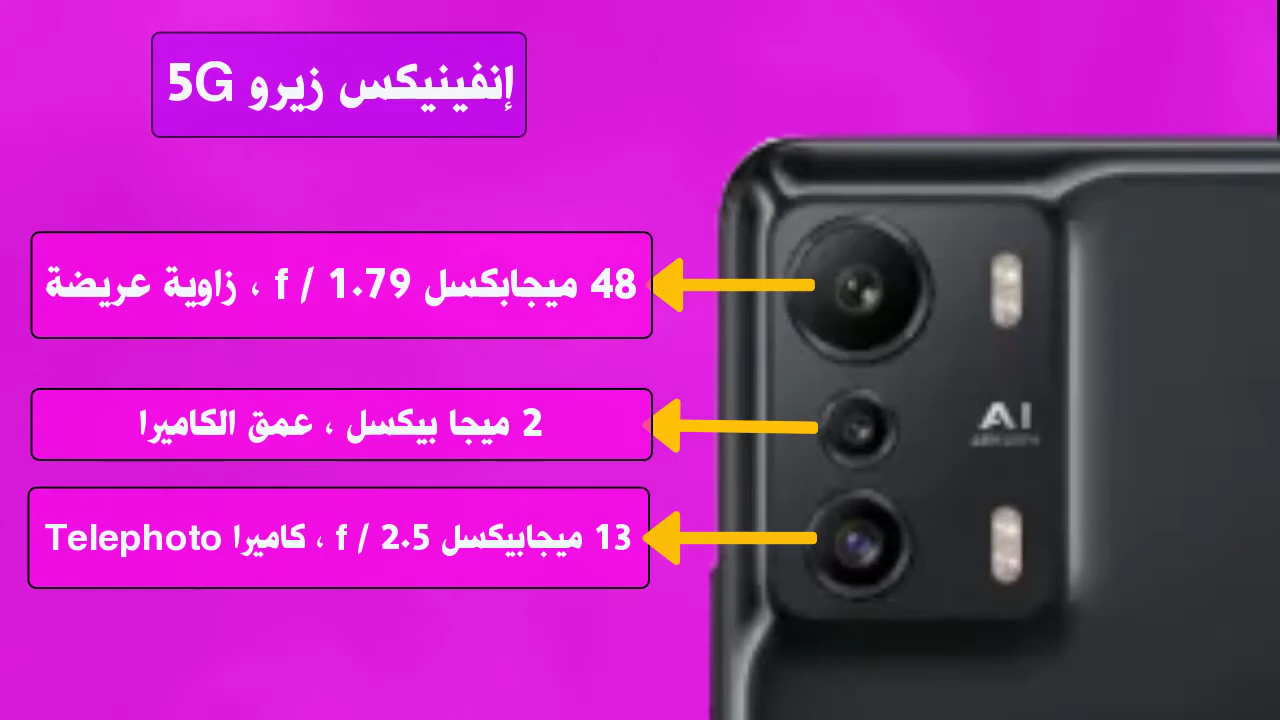 إنفينيكس زيرو 5G
48 ميجابكسل f / 1.79 ، زاوية عريضة
2 ميجا بيكسل ، عمق الكاميرا
13 ميجابيكسل f / 2.5 ، كاميرا Telephoto
AI